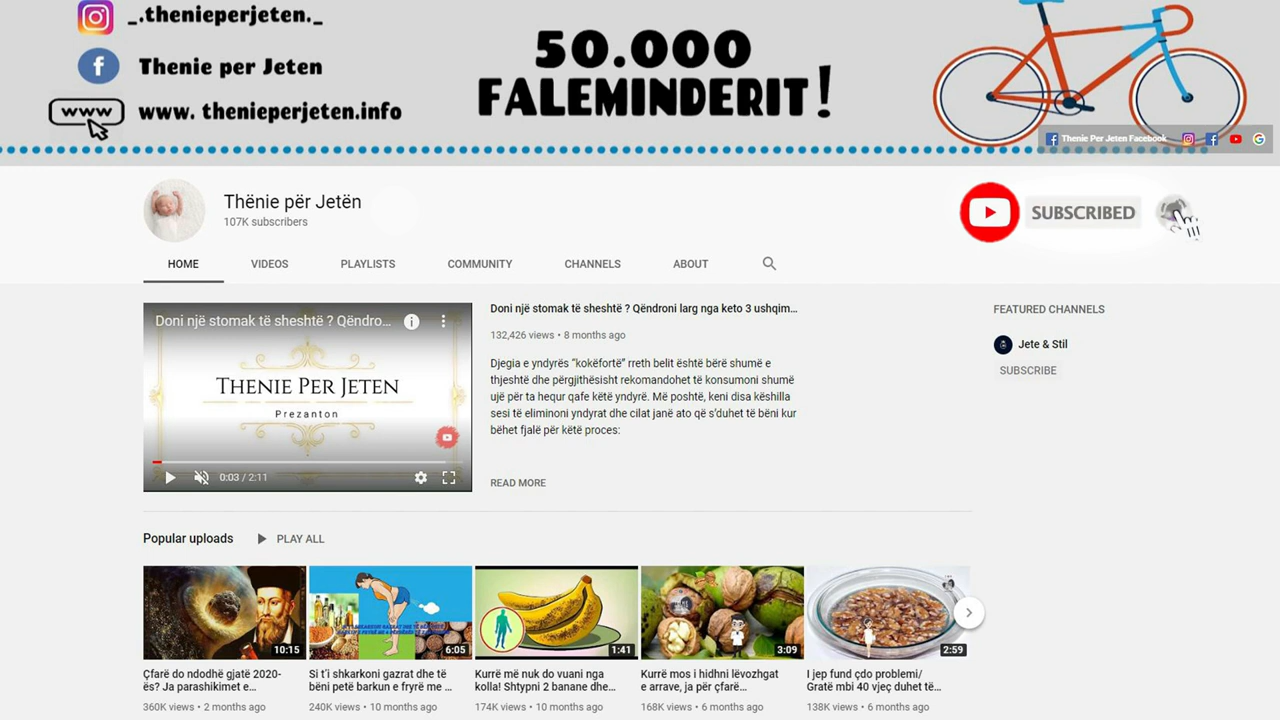 _.thenieperjeten._
Thenie per Jeten
www
www. thenieperjeten.info
50.000
FALEMINDERIT!
Thenie Per Jeten Facebook
Thënie për Jetën
107K subscribers
SUBSCRIBED
HOME
VIDEOS
PLAYLISTS
COMMUNITY
CHANNELS
ABOUT
Doni një stomak të sheshtë ? Qëndro...
THENIE PER JETEN
Prezanton
0:03 / 2:11
Doni një stomak të sheshtë ? Qëndroni larg nga keto 3 ushqim...
132,426 views • 8 months ago
Djegia e yndyrës “kokëfortë” rreth belit është bërë shumë e
thjeshtë dhe përgjithësisht rekomandohet të konsumoni shumë
ujë për ta hequr qafe këtë yndyrë. Më poshtë, keni disa këshilla
sesi të eliminoni yndyrat dhe cilat janë ato që s’duhet të bëni kur
bëhet fjalë për këtë proces:
READ MORE
FEATURED CHANNELS
Jete & Stil
SUBSCRIBE
Popular uploads
PLAY ALL
10:15
Çfarë do ndodhë gjatë 2020-
ës? Ja parashikimet e...
360K views • 2 months ago
6:05
Si t’i shkarkoni gazrat dhe të
bëni petë barkun e fryrë me ...
240K views • 10 months ago
1:41
Kurrë më nuk do vuani nga
kolla! Shtypni 2 banane dhe...
174K views • 10 months ago
3:09
Kurrë mos i hidhni lëvozhgat
e arrave, ja për çfarë...
168K views • 6 months ago
2:59
I jep fund çdo problemi/
Gratë mbi 40 vjeç duhet të...
138K views • 6 months ago